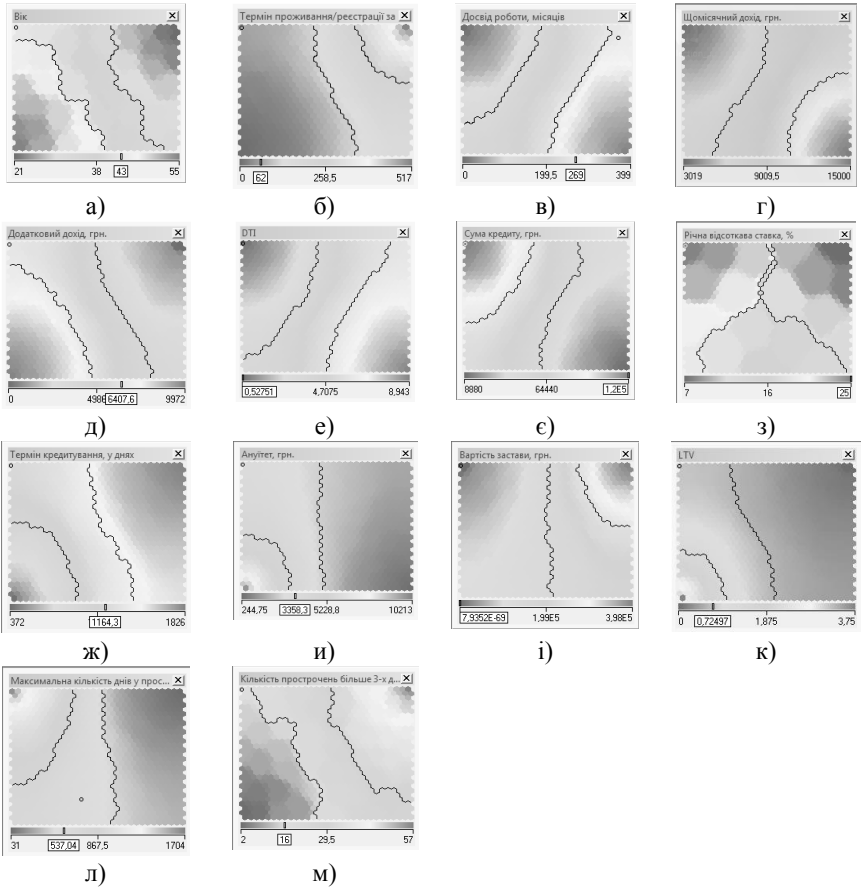 Вік
21 38 43 55
а)
Термін проживання/реєстрації за
0 62 258,5 517
б)
Досвід роботи, місяців
0 199,5 269 399
в)
Щомісячний дохід, грн.
3019 9009,5 15000
г)
Додатковий дохід, грн.
0 4986 6407,6 9972
д)
DTI
0,52751 4,7075 8,943
е)
Сума кредиту, грн.
8880 64440 1,2E5
є)
Річна відсоткава ставка, %
7 16 25
з)
Термін кредитування, у днях
372 1164,3 1826
ж)
Ануїтет, грн.
244,75 3358,3 5228,8 10213
и)
Вартість застави, грн.
7,9352E-69 1,99E5 3,98E5
і)
LTV
0 0,72497 1,875 3,75
к)
Максимальна кількість днів у прос...
31 537,04 867,5 1704
л)
Кількість прострочень більше 3-х д...
2 16 29,5 57
м)